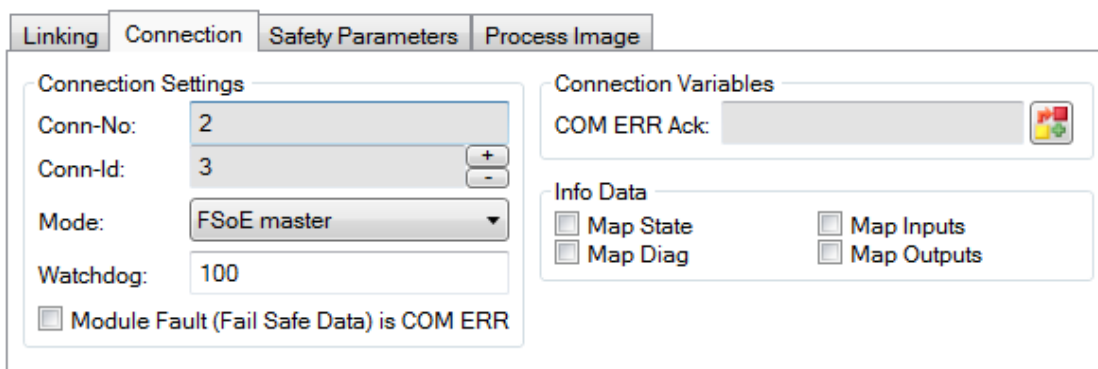 Linking Connection Safety Parameters Process Image
Connection Settings
Conn-No: 2
Conn-Id: 3 + -
Mode: FSoE master
Watchdog: 100
Module Fault (Fail Safe Data) is COM ERR
Connection Variables
COM ERR Ack:
Info Data
Map State Map Inputs
Map Diag Map Outputs